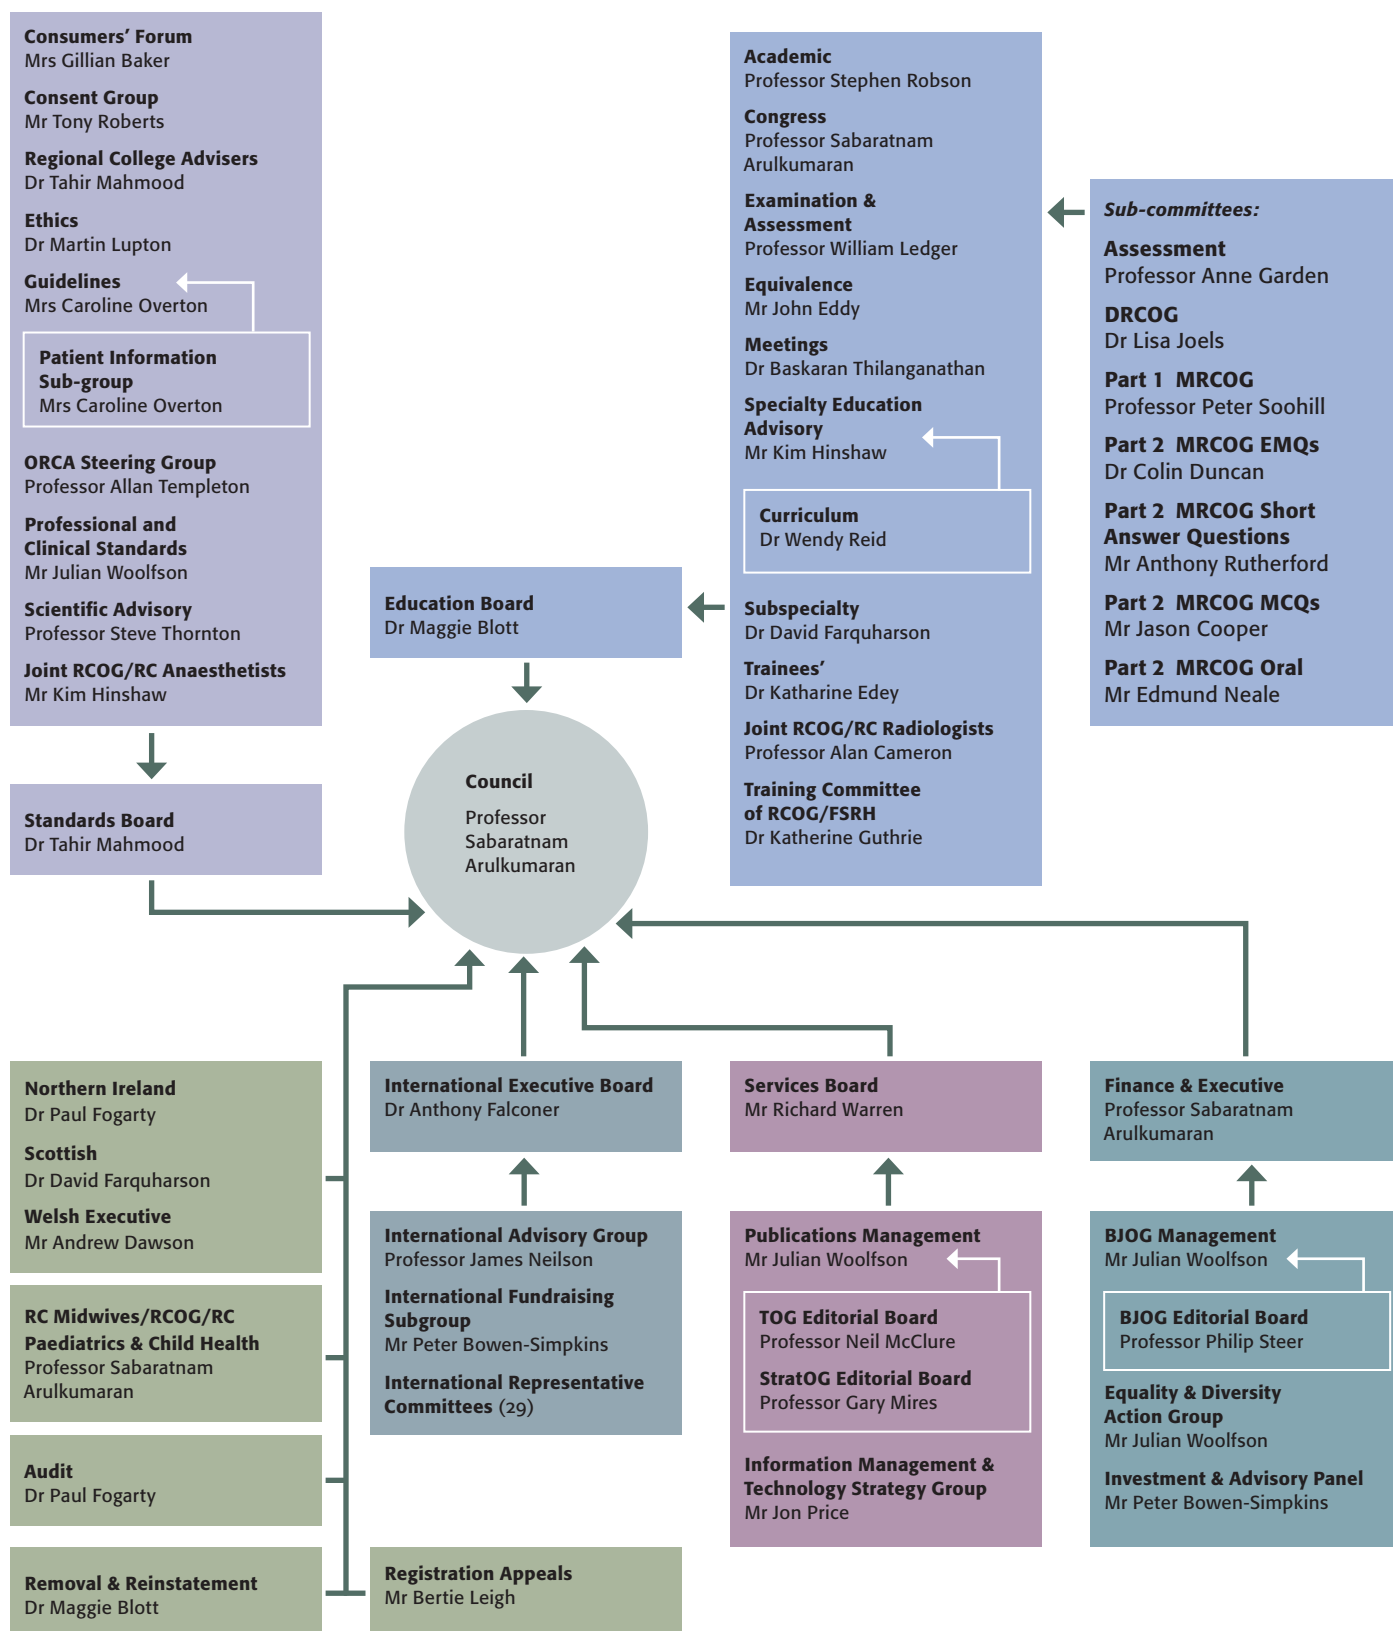 Consumers’ Forum
Mrs Gillian Baker
Consent Group
Mr Tony Roberts
Regional College Advisers
Dr Tahir Mahmood
Ethics
Dr Martin Lupton
Guidelines
Mrs Caroline Overton
Patient Information
Sub-group
Mrs Caroline Overton
ORCA Steering Group
Professor Allan Templeton
Professional and
Clinical Standards
Mr Julian Woolfson
Scientific Advisory
Professor Steve Thornton
Joint RCOG/RC Anaesthetists
Mr Kim Hinshaw
Standards Board
Dr Tahir Mahmood
Education Board
Dr Maggie Blott
Council
Professor
Sabaratnam
Arulkumaran
Academic
Professor Stephen Robson
Congress
Professor Sabaratnam
Arulkumaran
Examination &
Assessment
Professor William Ledger
Equivalence
Mr John Eddy
Meetings
Dr Baskaran Thilanganathan
Specialty Education
Advisory
Mr Kim Hinshaw
Curriculum
Dr Wendy Reid
Subspecialty
Dr David Farquharson
Trainees’
Dr Katharine Edey
Joint RCOG/RC Radiologists
Professor Alan Cameron
Training Committee
of RCOG/FSRH
Dr Katherine Guthrie
Sub-committees:
Assessment
Professor Anne Garden
DRCOG
Dr Lisa Joels
Part 1 MRCOG
Professor Peter Soohill
Part 2 MRCOG EMQs
Dr Colin Duncan
Part 2 MRCOG Short
Answer Questions
Mr Anthony Rutherford
Part 2 MRCOG MCQs
Mr Jason Cooper
Part 2 MRCOG Oral
Mr Edmund Neale
Northern Ireland
Dr Paul Fogarty
Scottish
Dr David Farquharson
Welsh Executive
Mr Andrew Dawson
RC Midwives/RCOG/RC
Paediatrics & Child Health
Professor Sabaratnam
Arulkumaran
Audit
Dr Paul Fogarty
Removal & Reinstatement
Dr Maggie Blott
International Executive Board
Dr Anthony Falconer
International Advisory Group
Professor James Neilson
International Fundraising
Subgroup
Mr Peter Bowen-Simpkins
International Representative
Committees (29)
Registration Appeals
Mr Bertie Leigh
Services Board
Mr Richard Warren
Publications Management
Mr Julian Woolfson
TOG Editorial Board
Professor Neil McClure
StratOG Editorial Board
Professor Gary Mires
Information Management &
Technology Strategy Group
Mr Jon Price
Finance & Executive
Professor Sabaratnam
Arulkumaran
BJOG Management
Mr Julian Woolfson
BJOG Editorial Board
Professor Philip Steer
Equality & Diversity
Action Group
Mr Julian Woolfson
Investment & Advisory Panel
Mr Peter Bowen-Simpkins